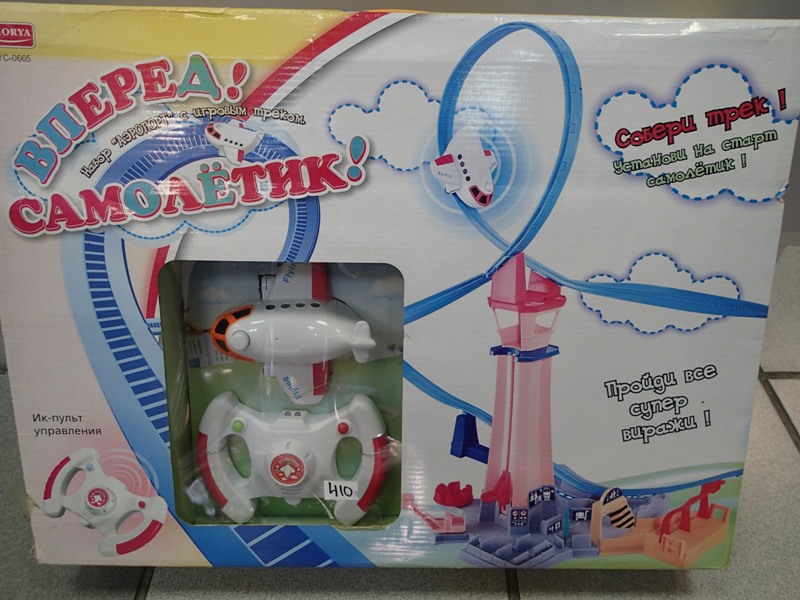 ВПЕРЕД!
Набор "АЭРОПОРТ" с игровым треком
САМОЛЁТИК!
Собери трек!
Установи на старт
самолётик!
Пройди все
супер
виражи!
Ик-пульт
управления
410